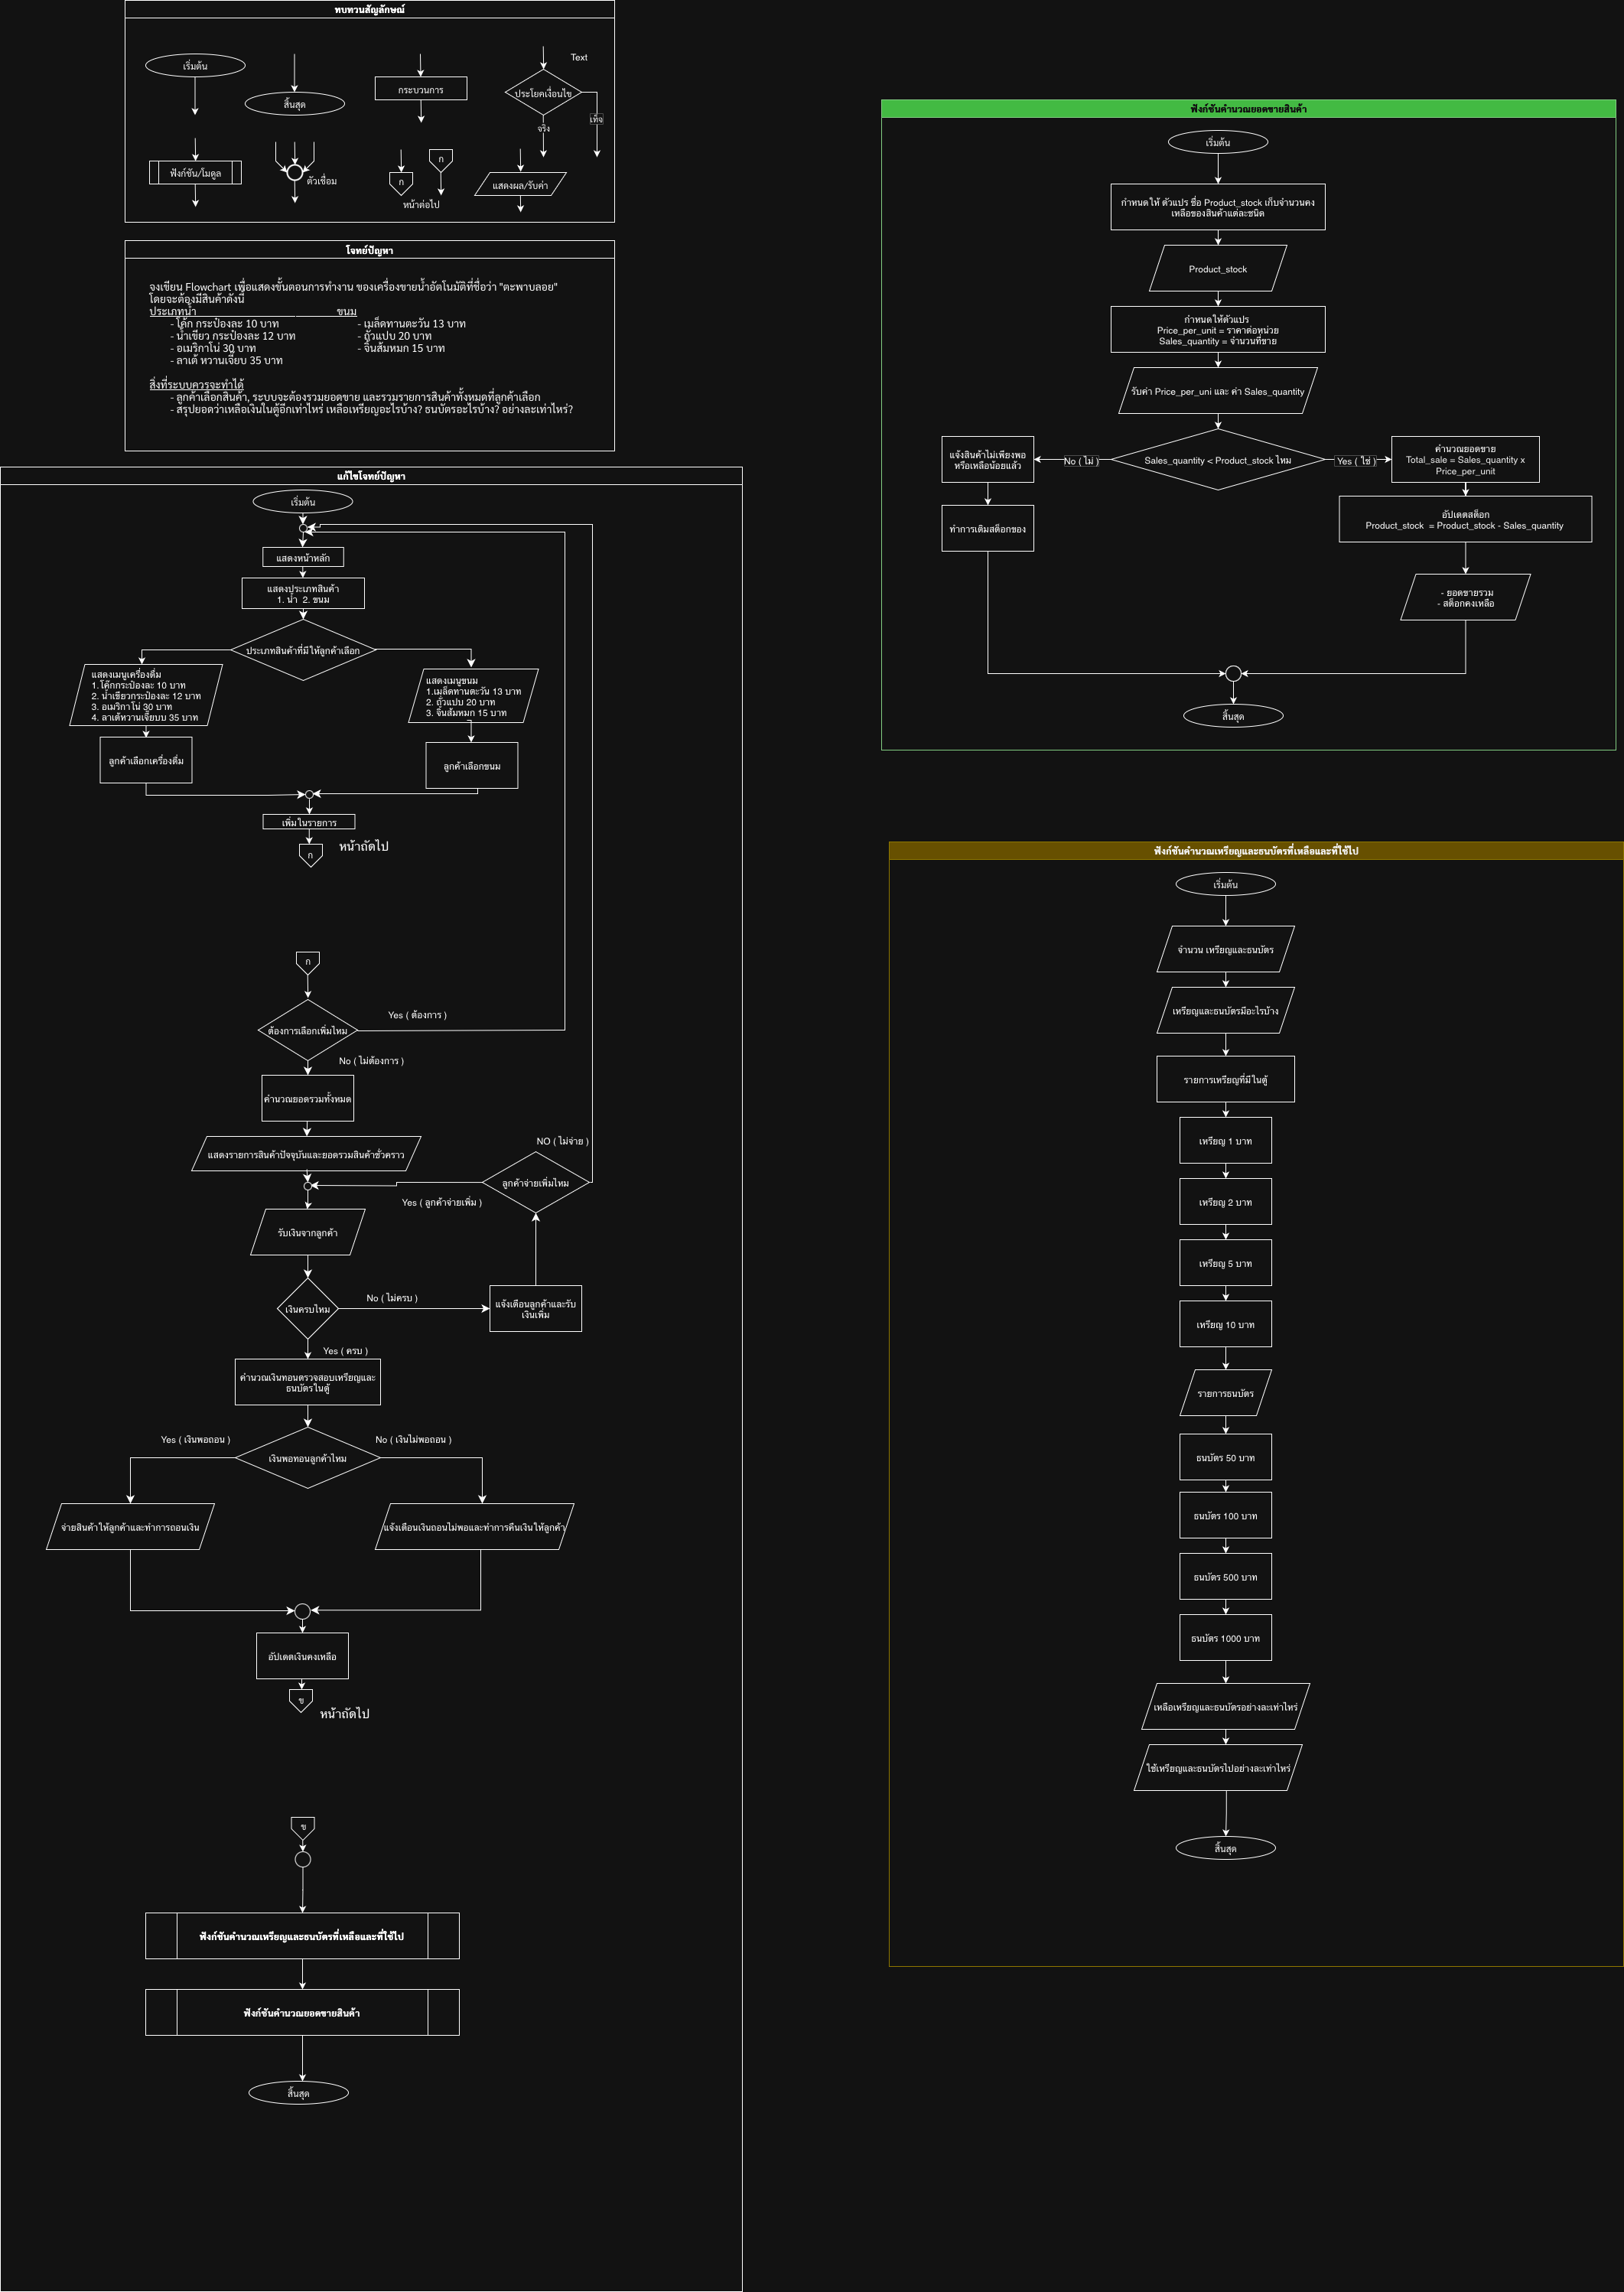 ทบทวนสัญลักษณ์
เริ่มต้น
สิ้นสุด
กระบวนการ
Text
ประโยคเงื่อนไข
จริง
เท็จ
ฟังก์ชัน/โมดูล
ตัวเชื่อม
ก
ก
หน้าต่อไป
แสดงผล/รับค่า
โจทย์ปัญหา
จงเขียน Flowchart เพื่อแสดงขั้นตอนการทำงาน ของเครื่องขายน้ำอัตโนมัติที่ชื่อว่า "ตะพาบลอย"
โดยจะต้องมีสินค้าดังนี้
ประเภทน้ำ ขนม
- โค้ก กระป๋องละ 10 บาท - เมล็ดทานตะวัน 13 บาท
- น้ำเขียว กระป๋องละ 12 บาท - ถั่วแปบ 20 บาท
- อเมริกาโน่ 30 บาท - จิ้นส้มหมก 15 บาท
- ลาเต้ หวานเจี๊ยบ 35 บาท
สิ่งที่ระบบควรจะทำได้
- ลูกค้าเลือกสินค้า, ระบบจะต้องรวมยอดขาย และรวมรายการสินค้าทั้งหมดที่ลูกค้าเลือก
- สรุปยอดว่าเหลือเงินในตู้อีกเท่าไหร่ เหลือเหรียญอะไรบ้าง? ธนบัตรอะไรบ้าง? อย่างละเท่าไหร่?
แก้ไขโจทย์ปัญหา
เริ่มต้น
แสดงหน้าหลัก
แสดงประเภทสินค้า
1. น้ำ 2. ขนม
ประเภทสินค้าที่มีให้ลูกค้าเลือก
แสดงเมนูเครื่องดื่ม
1. โค๊กกระป๋องละ 10 บาท
2. น้ำเขียวกระป๋องละ 12 บาท
3. อเมริกาโน่ 30 บาท
4. ลาเต้หวานเจี๊ยบบ 35 บาท
แสดงเมนูขนม
1.เมล็ดทานตะวัน 13 บาท
2. ถั่วแปบ 20 บาท
3. จิ้นส้มหมก 15 บาท
ลูกค้าเลือกเครื่องดื่ม
ลูกค้าเลือกขนม
เพิ่มในรายการ
ก
หน้าถัดไป
ก
ต้องการเลือกเพิ่มไหม
Yes ( ต้องการ )
No ( ไม่ต้องการ )
คำนวณยอดรวมทั้งหมด
แสดงรายการสินค้าปัจจุบันและยอดรวมสินค้าชั่วคราว
NO ( ไม่จ่าย )
ลูกค้าจ่ายเพิ่มไหม
Yes ( ลูกค้าจ่ายเพิ่ม )
รับเงินจากลูกค้า
เงินครบไหม
No ( ไม่ครบ )
แจ้งเตือนลูกค้าและรับ
เงินเพิ่ม
Yes ( ครบ )
คำนวณเงินทอนตรวจสอบเหรียญและ
ธนบัตรในตู้
Yes ( เงินพอถอน )
No ( เงินไม่พอถอน )
เงินพอทอนลูกค้าไหม
จ่ายสินค้าให้ลูกค้าและทำการถอนเงิน
แจ้งเตือนเงินถอนไม่พอและทำการคืนเงินให้ลูกค้า
อัปเดตเงินคงเหลือ
ข
หน้าถัดไป
ข
ฟังก์ชันคำนวณเหรียญและธนบัตรที่เหลือและที่ใช้ไป
ฟังก์ชันคำนวณยอดขายสินค้า
สิ้นสุด
ฟังก์ชันคำนวณยอดขายสินค้า
เริ่มต้น
กำหนดให้ ตัวแปร ชื่อ Product_stock เก็บจำนวนคง
เหลือของสินค้าแต่ละชนิด
Product_stock
กำหนดให้ตัวแปร
Price_per_unit = ราคาต่อหน่วย
Sales_quantity = จำนวนที่ขาย
รับค่า Price_per_uni และ ค่า Sales_quantity
Sales_quantity < Product_stock ไหม
No ( ไม่ )
Yes ( ใช่ )
แจ้งสินค้าไม่เพียงพอ
หรือเหลือน้อยแล้ว
ทำการเติมสต็อกของ
คำนวณยอดขาย
Total_sale = Sales_quantity x
Price_per_unit
อัปเดตสต็อก
Product_stock = Product_stock - Sales_quantity
- ยอดขายรวม
- สต็อกคงเหลือ
สิ้นสุด
ฟังก์ชันคำนวณเหรียญและธนบัตรที่เหลือและที่ใช้ไป
เริ่มต้น
จำนวน เหรียญและธนบัตร
เหรียญและธนบัตรมีอะไรบ้าง
รายการเหรียญที่มีในตู้
เหรียญ 1 บาท
เหรียญ 2 บาท
เหรียญ 5 บาท
เหรียญ 10 บาท
รายการธนบัตร
ธนบัตร 50 บาท
ธนบัตร 100 บาท
ธนบัตร 500 บาท
ธนบัตร 1000 บาท
เหลือเหรียญและธนบัตรอย่างละเท่าไหร่
ใช้เหรียญและธนบัตรไปอย่างละเท่าไหร่
สิ้นสุด